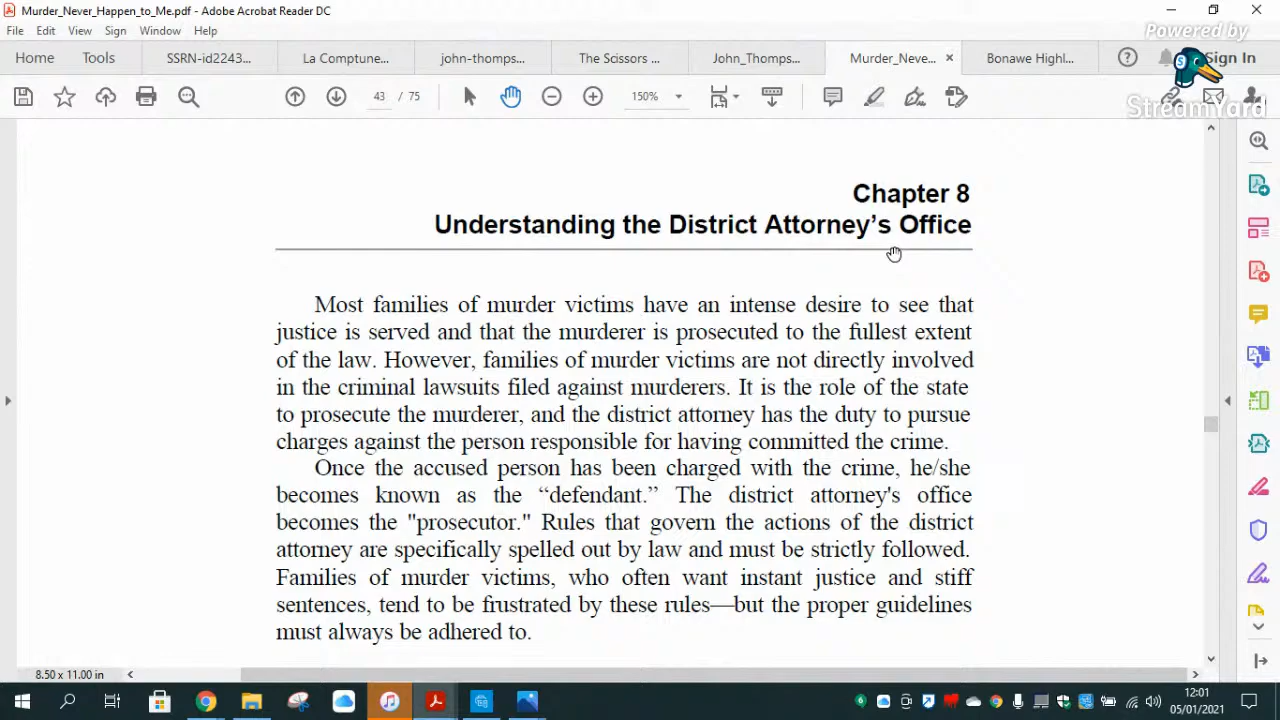 Murder_Never_Happen_to_Me.pdf - Adobe Acrobat Reader DC
File Edit View Sign Window Help
Powered by
StreamYard
Home Tools SSRN-id2243... La Comptune... john-thomps... The Scissors ... John_Thomps... Murder_Neve... × Bonawe Highl... Sign In
43 / 75 150%
Chapter 8
Understanding the District Attorney’s Office
Most families of murder victims have an intense desire to see that
justice is served and that the murderer is prosecuted to the fullest extent
of the law. However, families of murder victims are not directly involved
in the criminal lawsuits filed against murderers. It is the role of the state
to prosecute the murderer, and the district attorney has the duty to pursue
charges against the person responsible for having committed the crime.
Once the accused person has been charged with the crime, he/she
becomes known as the “defendant.” The district attorney's office
becomes the "prosecutor." Rules that govern the actions of the district
attorney are specifically spelled out by law and must be strictly followed.
Families of murder victims, who often want instant justice and stiff
sentences, tend to be frustrated by these rules—but the proper guidelines
must always be adhered to.
8.50 x 11.00 in
12:01
05/01/2021